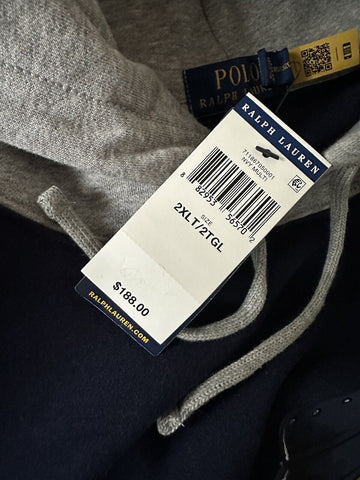 POLO
RALPH LAUREN
RALPH LAUREN
NVY MULTI
SIZE
2XLT/2TGL
$188.00
RALPHLAUREN.COM